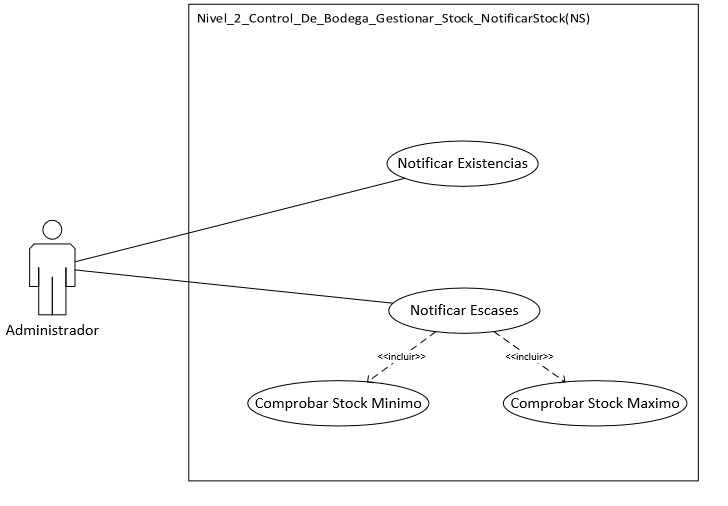 Nivel_2_Control_De_Bodega_Gestionar_Stock_NotificarStock(NS)
Notificar Existencias
Administrador
Notificar Escases
<<incluir>>
<<incluir>>
Comprobar Stock Minimo
Comprobar Stock Maximo